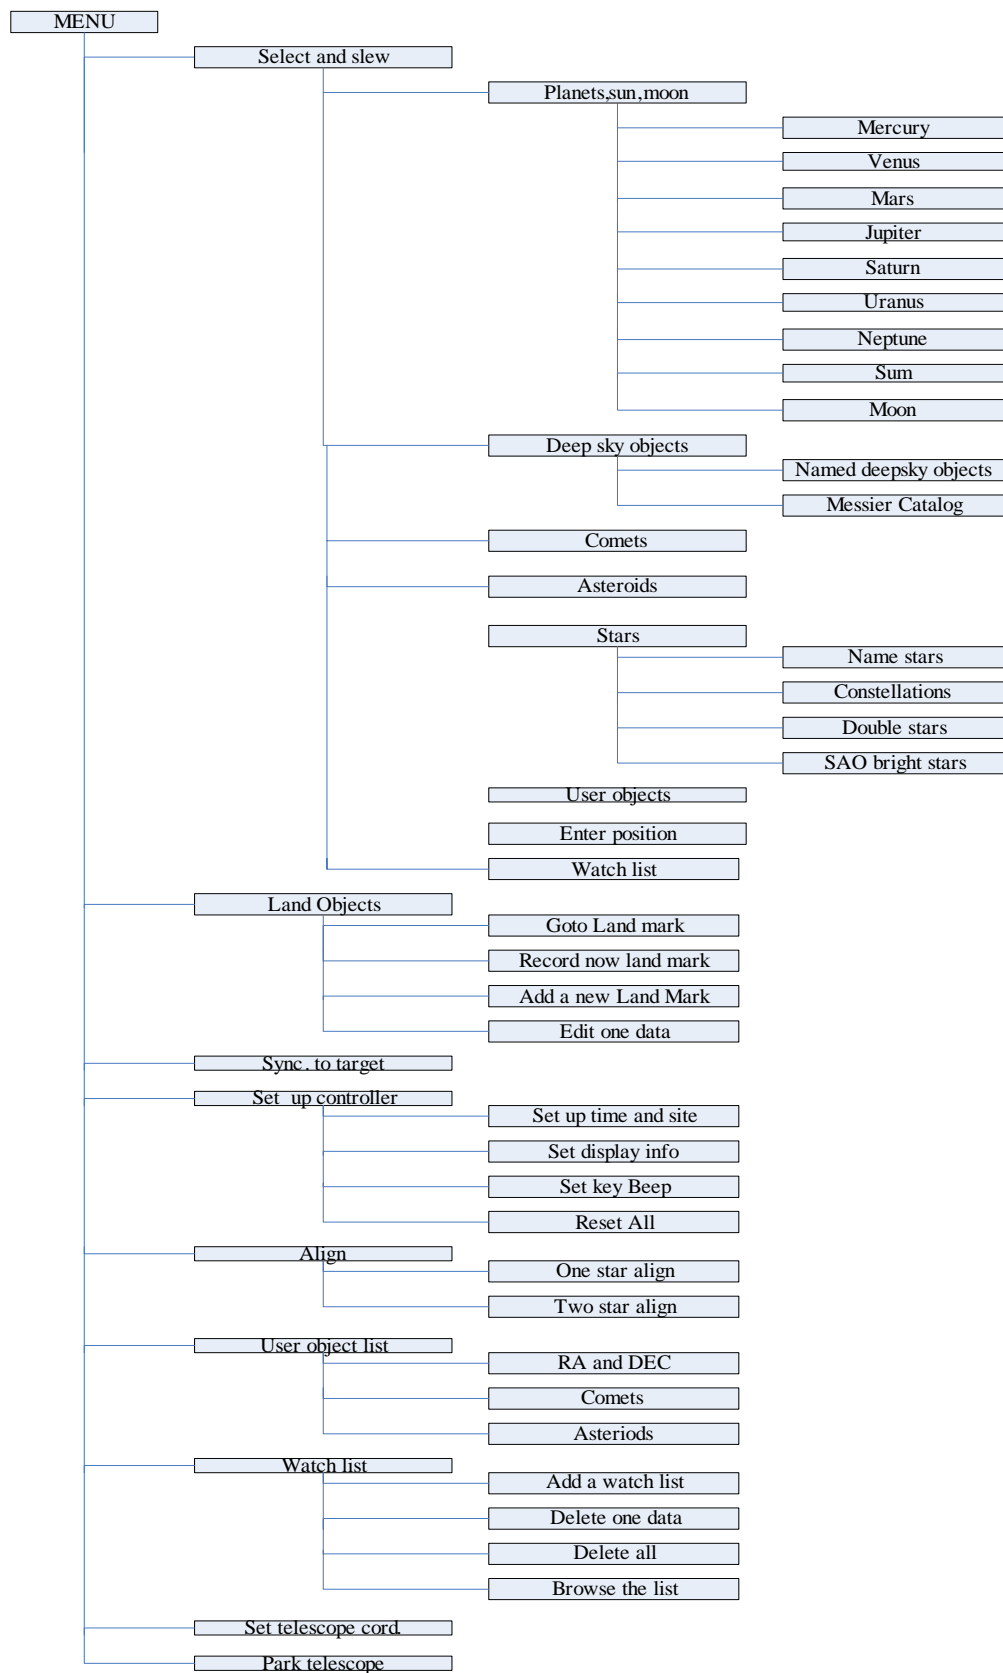 MENU
Select and slew
Planets,sun,moon
Mercury
Venus
Mars
Jupiter
Saturn
Uranus
Neptune
Sum
Moon
Deep sky objects
Named deepsky objects
Messier Catalog
Comets
Asteroids
Stars
Name stars
Constellations
Double stars
SAO bright stars
User objects
Enter position
Watch list
Land Objects
Goto Land mark
Record now land mark
Add a new Land Mark
Edit one data
Sync. to target
Set up controller
Set up time and site
Set display info
Set key Beep
Reset All
Align
One star align
Two star align
User object list
RA and DEC
Comets
Asteriods
Watch list
Add a watch list
Delete one data
Delete all
Browse the list
Set telescope cord.
Park telescope